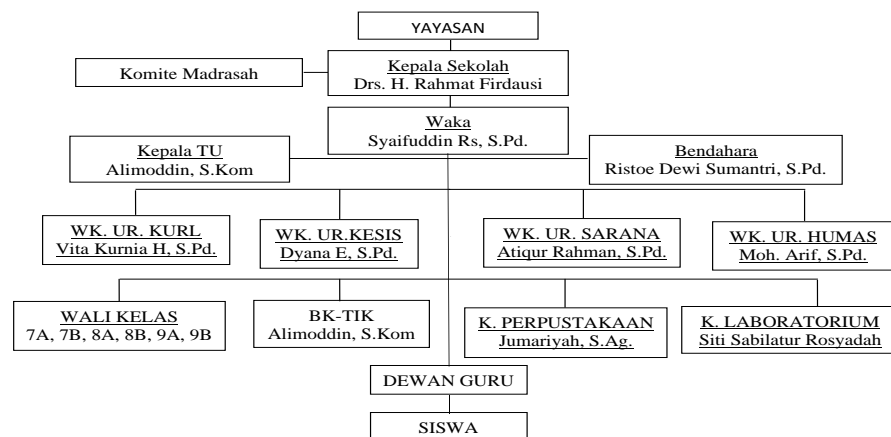 YAYASAN
Komite Madrasah
Kepala Sekolah
Drs. H. Rahmat Firdausi
Waka
Syaifuddin Rs, S.Pd.
Kepala TU
Alimoddin, S.Kom
Bendahara
Ristoe Dewi Sumantri, S.Pd.
WK. UR. KURL
Vita Kurnia H, S.Pd.
WK. UR.KESIS
Dyana E, S.Pd.
WK. UR. SARANA
Atiqur Rahman, S.Pd.
WK. UR. HUMAS
Moh. Arif, S.Pd.
WALI KELAS
7A, 7B, 8A, 8B, 9A, 9B
BK-TIK
Alimoddin, S.Kom
K. PERPUSTAKAAN
Jumariyah, S.Ag.
K. LABORATORIUM
Siti Sabilatur Rosyadah
DEWAN GURU
SISWA